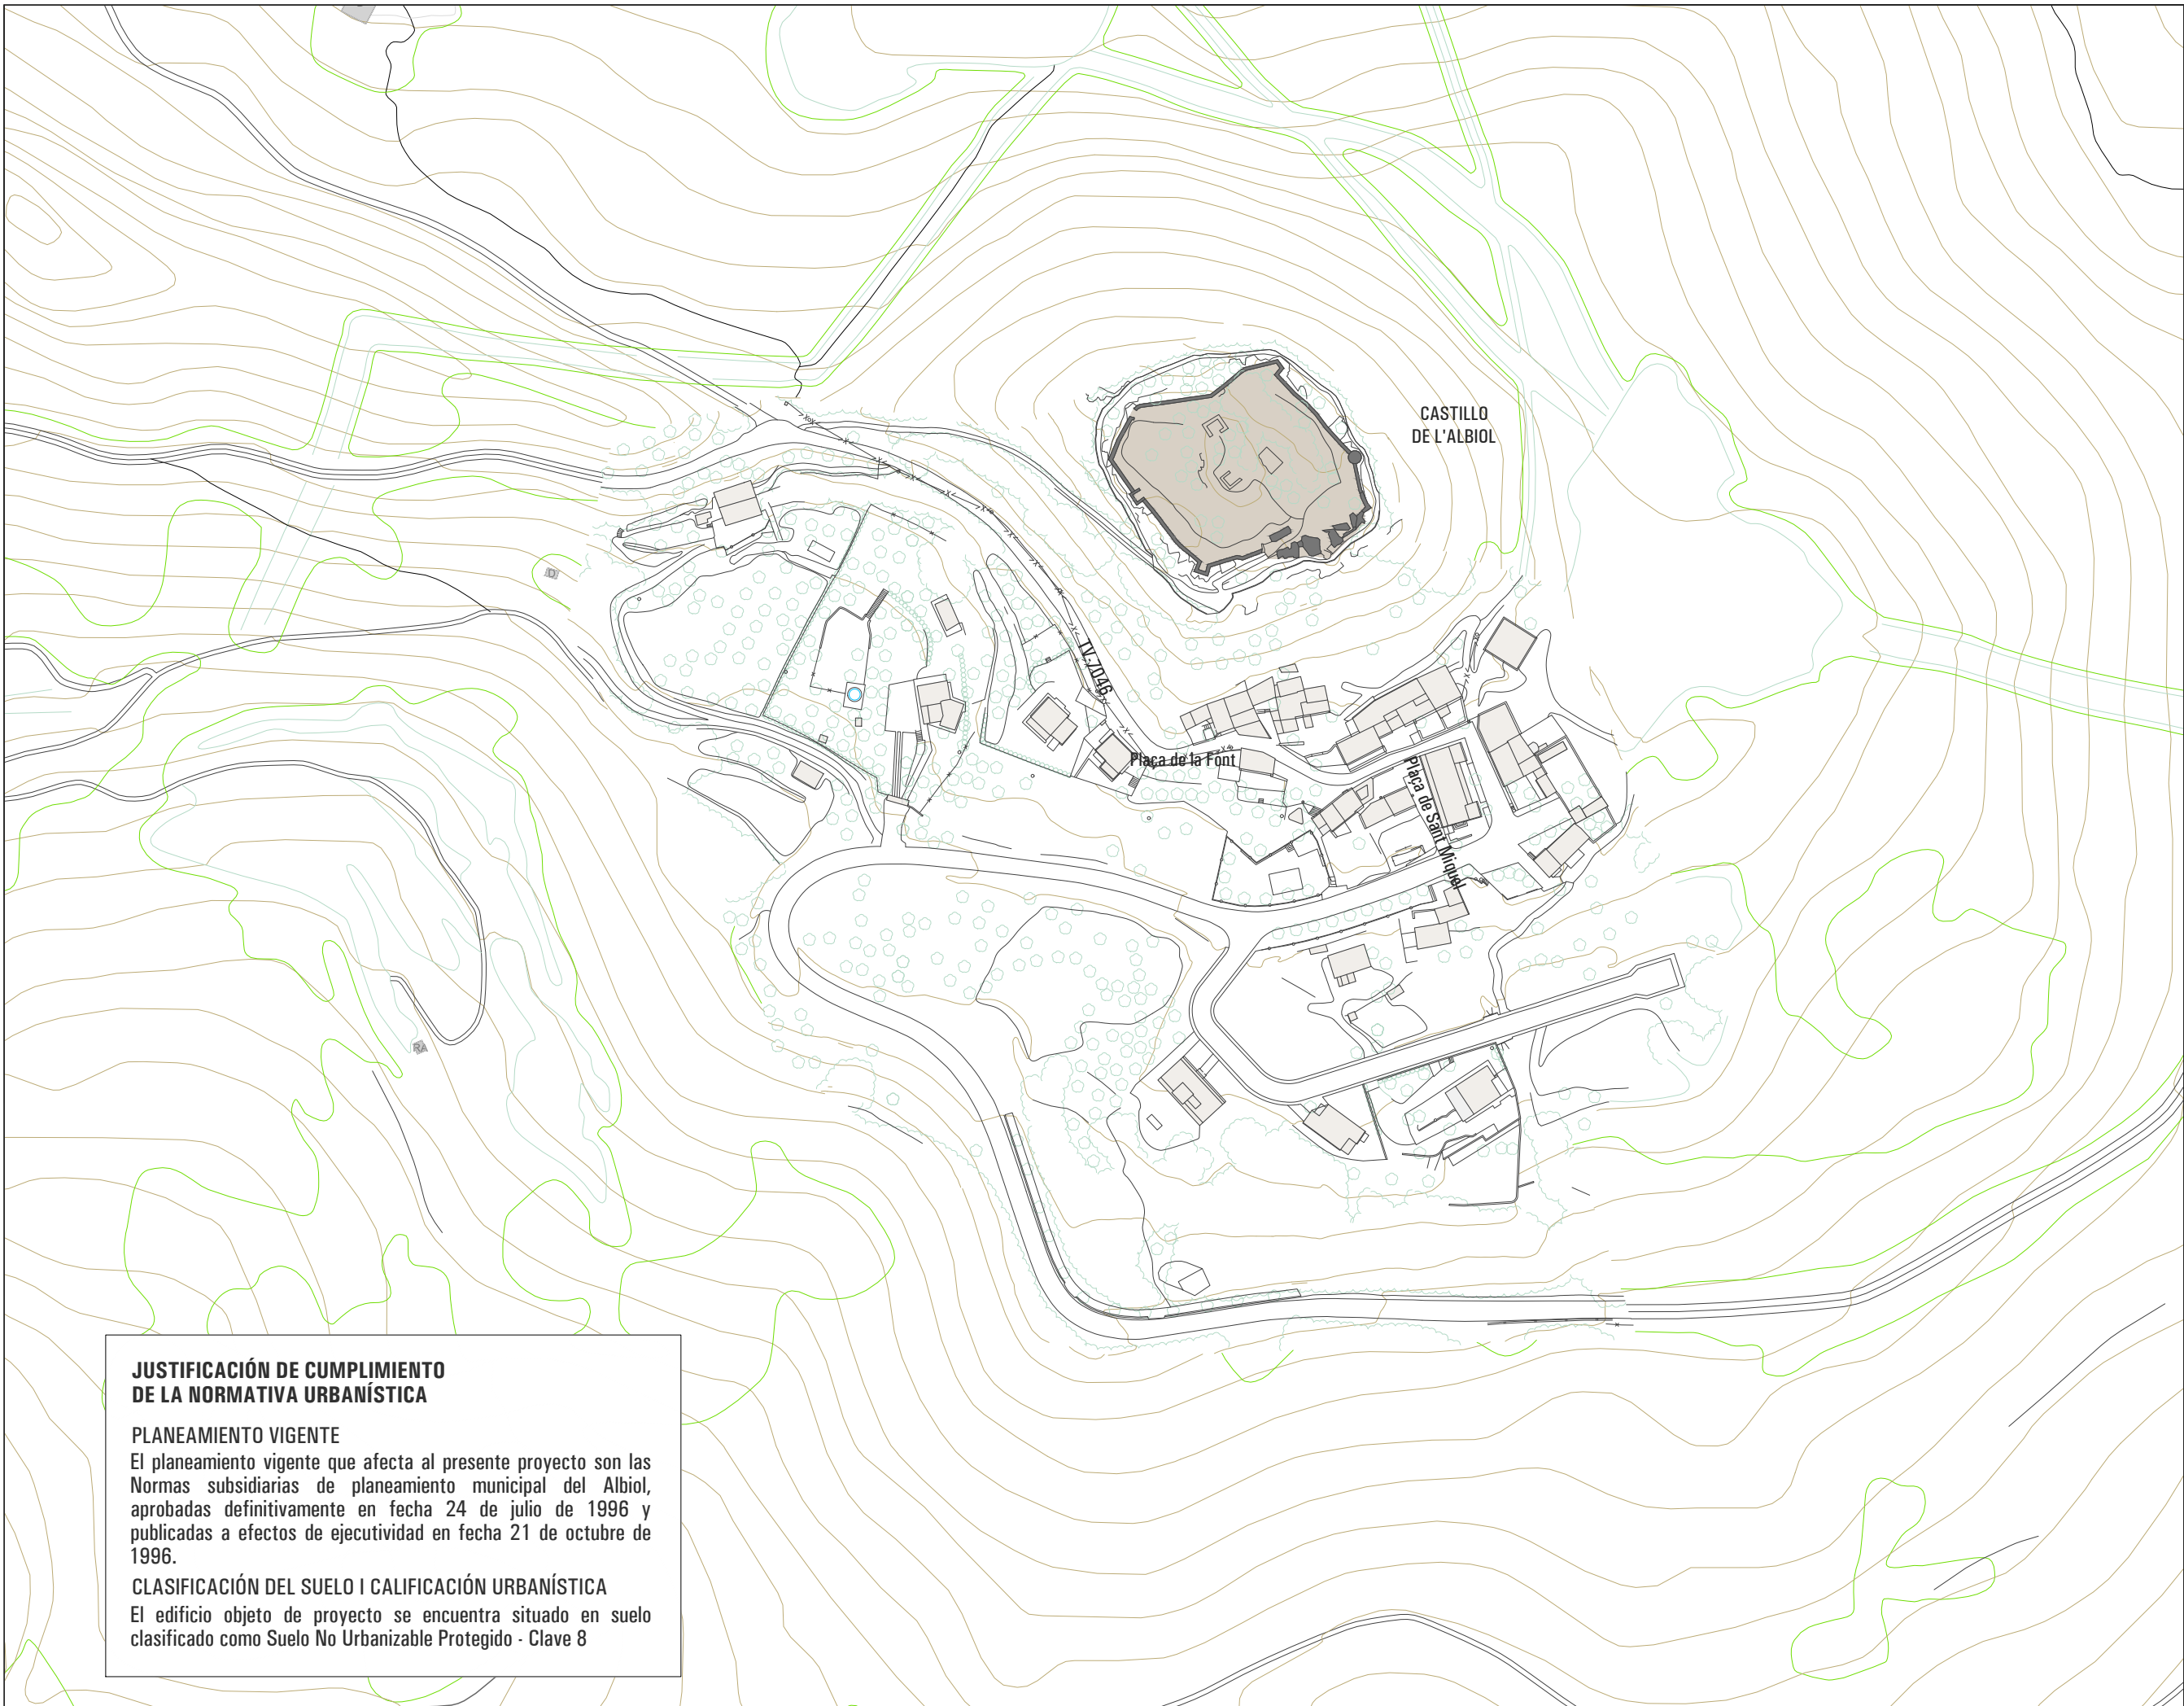 CASTILLO
DE L'ALBIOL
D
TV-7046
Plaça de la Font
Plaça de Sant Miquel
RA
JUSTIFICACIÓN DE CUMPLIMIENTO
DE LA NORMATIVA URBANÍSTICA
PLANEAMIENTO VIGENTE
El planeamiento vigente que afecta al presente proyecto son las
Normas subsidiarias de planeamiento municipal del Albiol,
aprobadas definitivamente en fecha 24 de julio de 1996 y
publicadas a efectos de ejecutividad en fecha 21 de octubre de
1996.
CLASIFICACIÓN DEL SUELO I CALIFICACIÓN URBANÍSTICA
El edificio objeto de proyecto se encuentra situado en suelo
clasificado como Suelo No Urbanizable Protegido - Clave 8